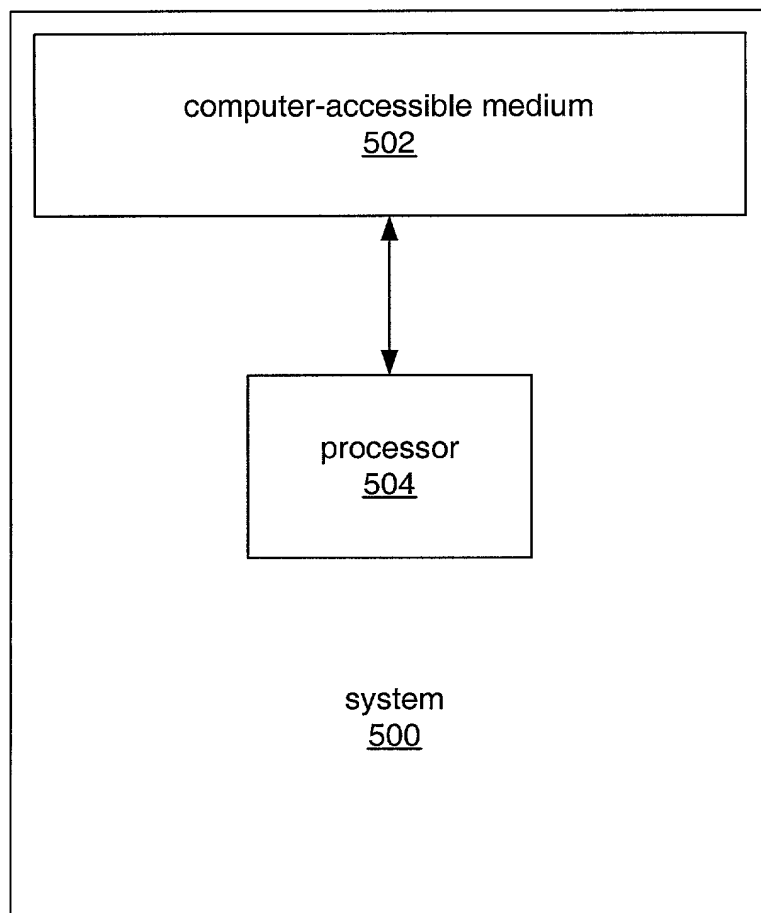 computer-accessible medium
502
processor
504
system
500